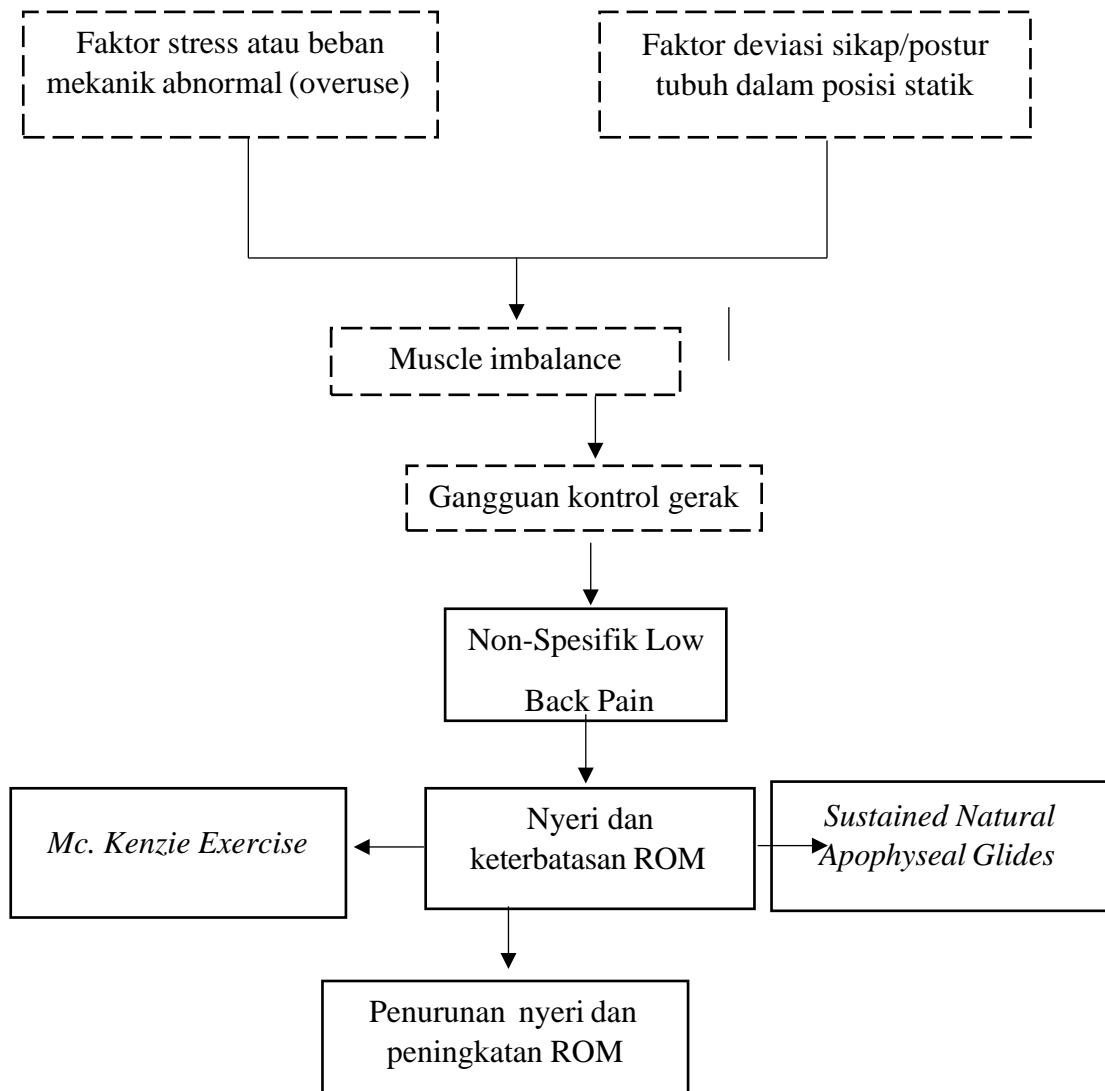 Faktor stress atau beban
mekanik abnormal (overuse)
Faktor deviasi sikap/postur
tubuh dalam posisi statik
Muscle imbalance
Gangguan kontrol gerak
Non-Spesifik Low
Back Pain
Mc. Kenzie Exercise
Nyeri dan
keterbatasan ROM
Sustained Natural
Apophyseal Glides
Penurunan nyeri dan
peningkatan ROM